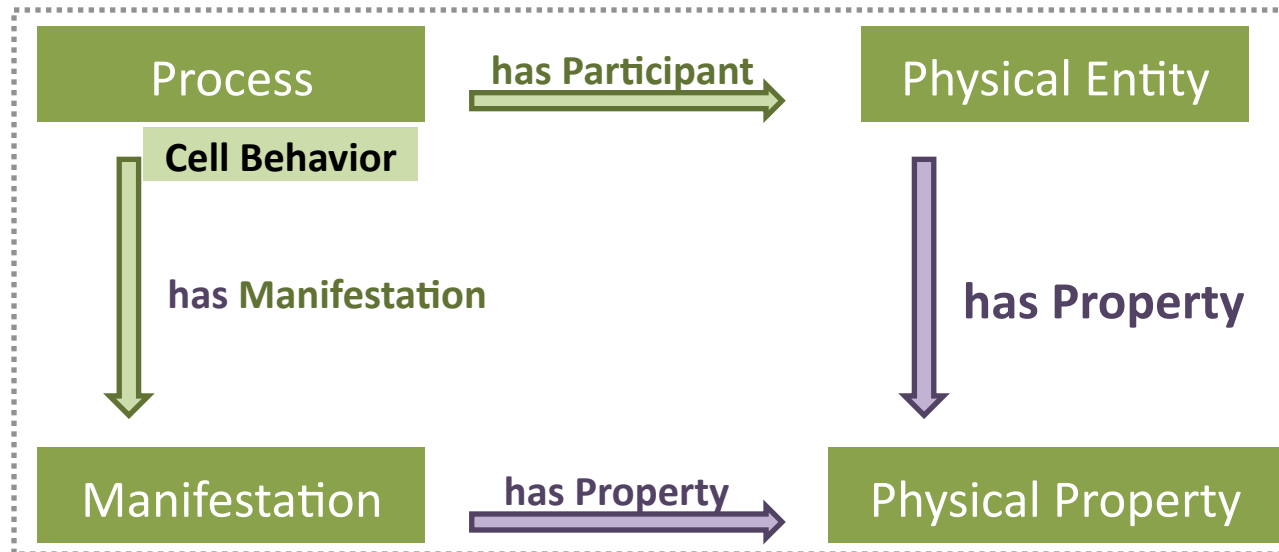 Process
has Participant
Physical Entity
Cell Behavior
has Manifestation
has Property
Manifestation
has Property
Physical Property